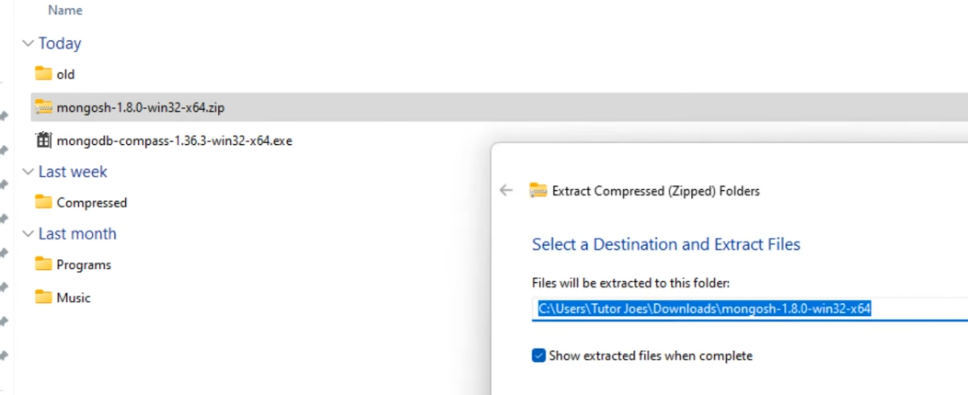 Name
Today
old
mongosh-1.8.0-win32-x64.zip
mongodb-compass-1.36.3-win32-x64.exe
Last week
Compressed
Last month
Programs
Music
Extract Compressed (Zipped) Folders
Select a Destination and Extract Files
Files will be extracted to this folder:
C:\Users\Tutor Joes\Downloads\mongosh-1.8.0-win32-x64
Show extracted files when complete